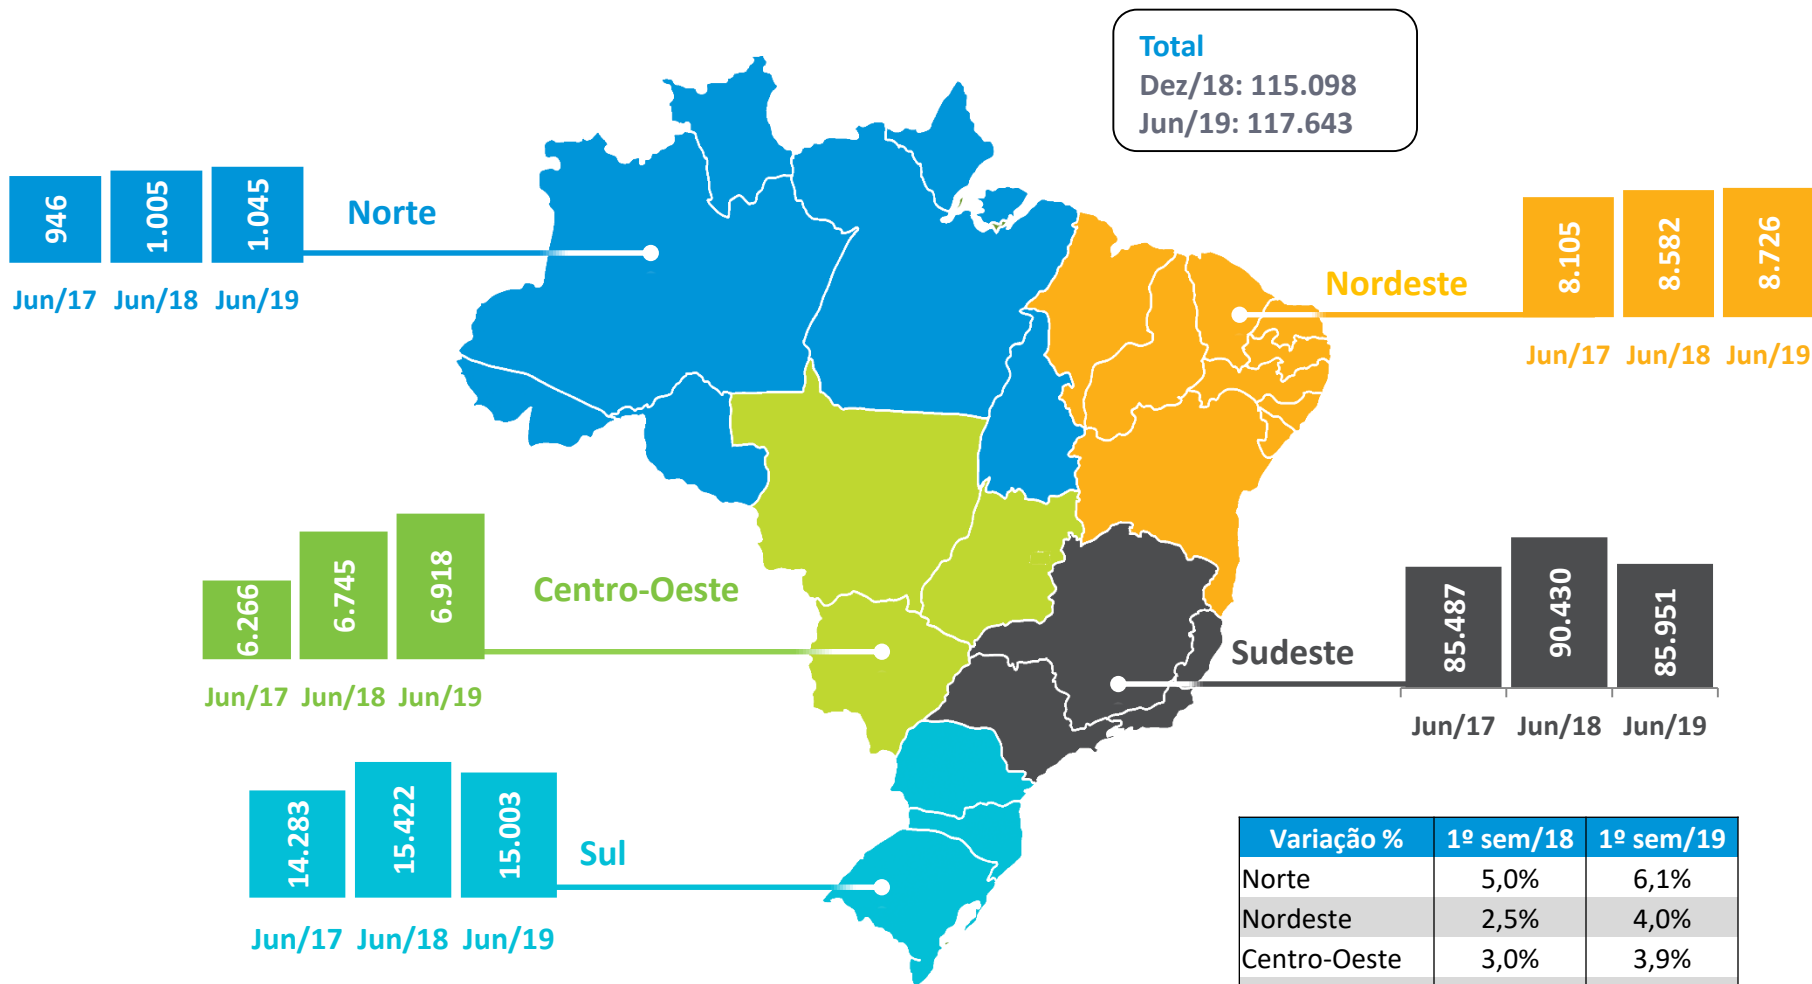 Total
Dez/18: 115.098
Jun/19: 117.643
946
1.005
1.045
Jun/17 Jun/18 Jun/19
Norte
8.105
8.582
8.726
Jun/17 Jun/18 Jun/19
Nordeste
6.266
6.745
6.918
Jun/17 Jun/18 Jun/19
Centro-Oeste
85.487
90.430
85.951
Jun/17 Jun/18 Jun/19
Sudeste
14.283
15.422
15.003
Jun/17 Jun/18 Jun/19
Sul
Variação % 1º sem/18 1º sem/19
Norte 5,0% 6,1%
Nordeste 2,5% 4,0%
Centro-Oeste 3,0% 3,9%